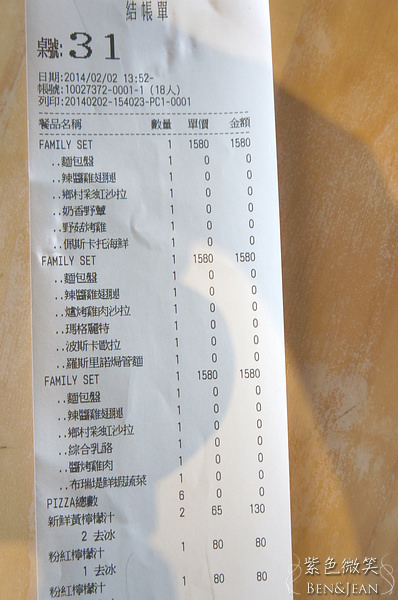 結帳單
桌號:31
日期:2014/02/02 13:52-
帳號:10027372-0001-1 (18人)
列印:20140202-154023-PC1-0001
餐品名稱 數量 單價 金額
FAMILY SET 1 1580 1580
..麵包盤 1 0 0
..辣醬雞翅腿 1 0 0
..鄉村彩虹沙拉 1 0 0
..奶香野蕈 1 0 0
..野菇烤雞 1 0 0
..佩斯卡托海鮮 1 0 0
FAMILY SET 1 1580 1580
..麵包盤 1 0 0
..辣醬雞翅腿 1 0 0
..爐烤雞肉沙拉 1 0 0
..瑪格麗特 1 0 0
..波斯卡歐拉 1 0 0
..羅斯里諾焗管麵 1 0 0
FAMILY SET 1 1580 1580
..麵包盤 1 0 0
..辣醬雞翅腿 1 0 0
..鄉村彩虹沙拉 1 0 0
..綜合乳酪 1 0 0
..醬烤雞肉 1 0 0
..布瑞堤鮮蝦蔬菜 1 0 0
PIZZA總數 6 0 0
新鮮黃檸檬汁 2 65 130
2 去冰
粉紅檸檬汁 1 80 80
1 去冰
粉紅檸檬汁 1 80 80
紫色微笑
BEN&JEAN